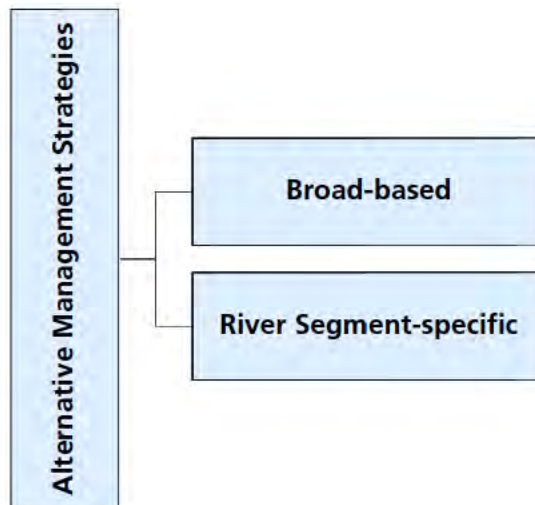 Alternative Management Strategies
Broad-based
River Segment-specific